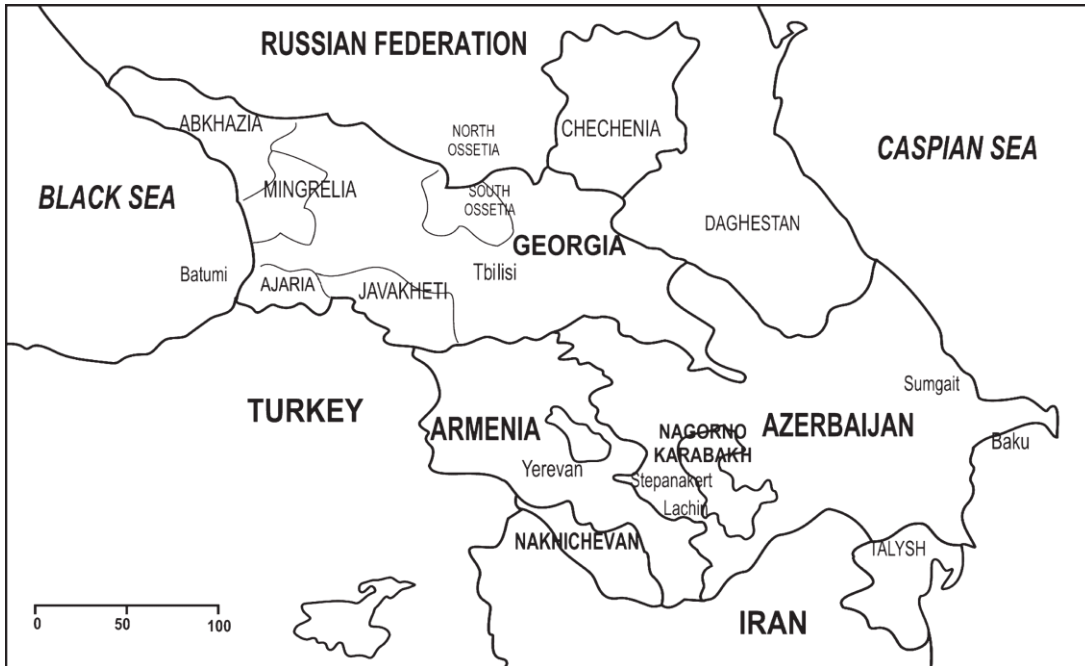 RUSSIAN FEDERATION
ABKHAZIA
NORTH
OSSETIA
CHECHENIA
CASPIAN SEA
BLACK SEA
MINGRELIA
SOUTH
OSSETIA
DAGHESTAN
GEORGIA
Batumi
Tbilisi
AJARIA
JAVAKHETI
Sumgait
TURKEY
ARMENIA
NAGORNO
KARABAKH
AZERBAIJAN
Baku
Yerevan
Stepanakert
Lachin
NAKHICHEVAN
TALYSH
IRAN
0 50 100